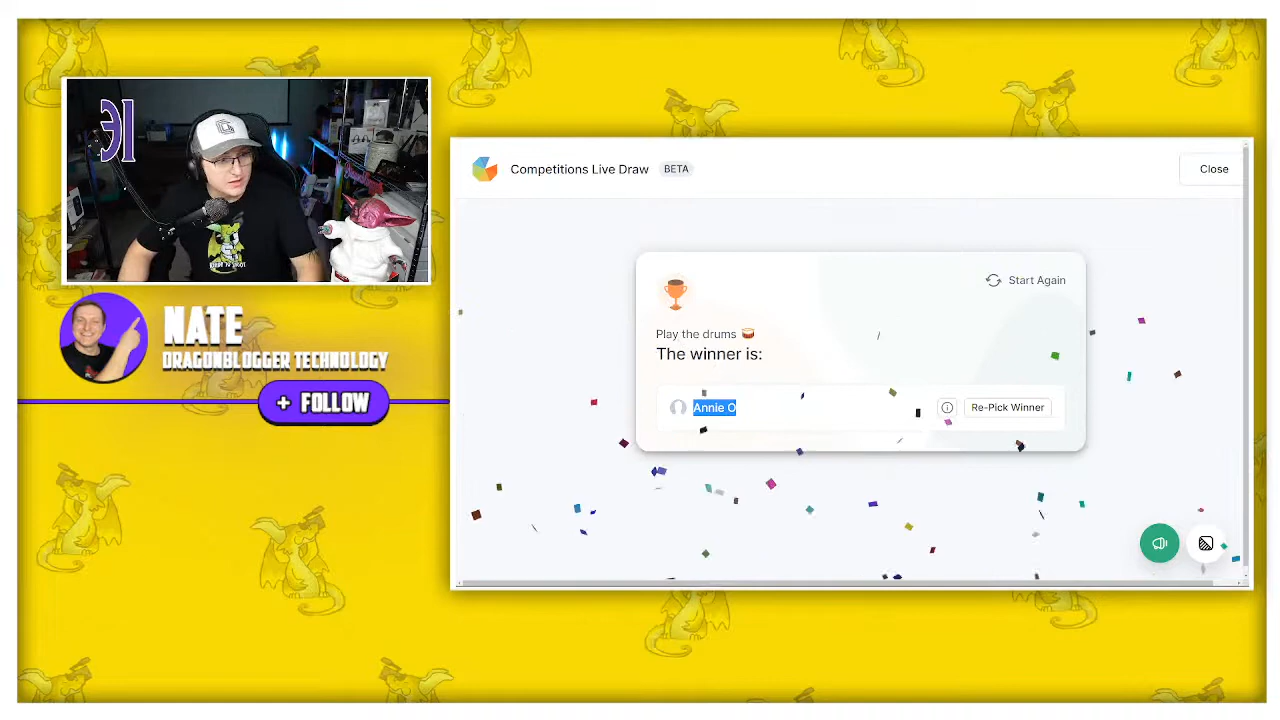 NATE
DRAGONBLOGGER TECHNOLOGY
+ FOLLOW
Competitions Live Draw BETA
Close
Start Again
Play the drums 🥁
The winner is:
Annie O
Re-Pick Winner